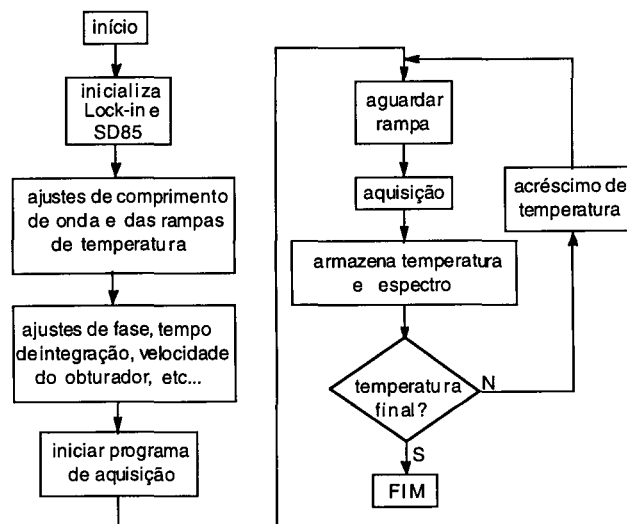 início
inicializa
Lock-in e
SD85
ajustes de comprimento
de onda e das rampas
de temperatura
ajustes de fase, tempo
de integração, velocidade
do obturador, etc...
iniciar programa
de aquisição
aguardar
rampa
aquisição
armazena temperatura
e espectro
temperatura
final?
N
S
FIM
acréscimo de
temperatura